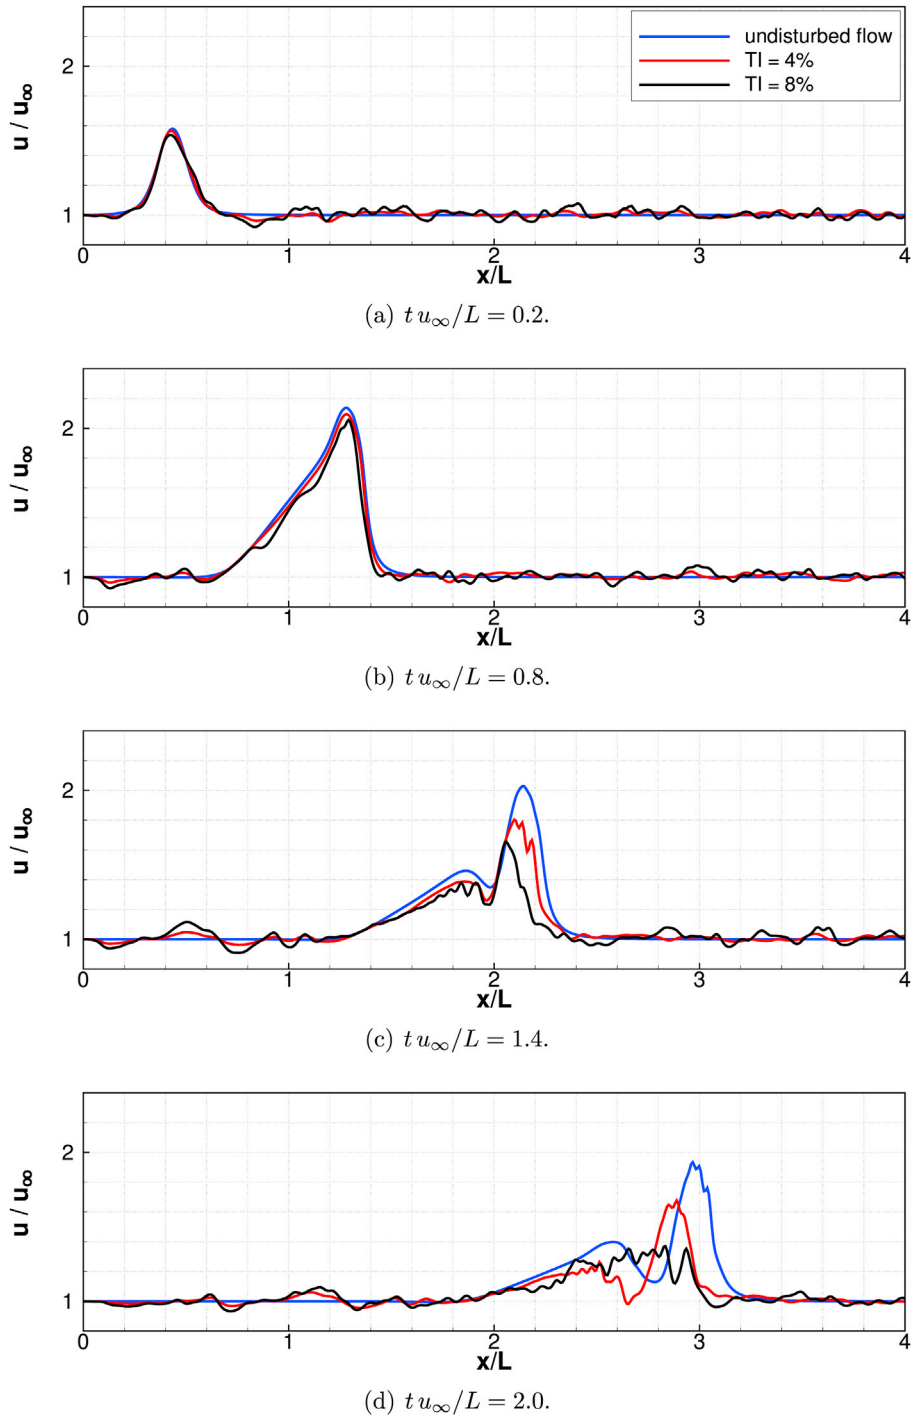 undisturbed flow
TI = 4%
TI = 8%
2
1
u / u∞
0 1 2 3 4
x/L
(a) t u∞/L = 0.2.
2
1
u / u∞
0 1 2 3 4
x/L
(b) t u∞/L = 0.8.
2
1
u / u∞
0 1 2 3 4
x/L
(c) t u∞/L = 1.4.
2
1
u / u∞
0 1 2 3 4
x/L
(d) t u∞/L = 2.0.